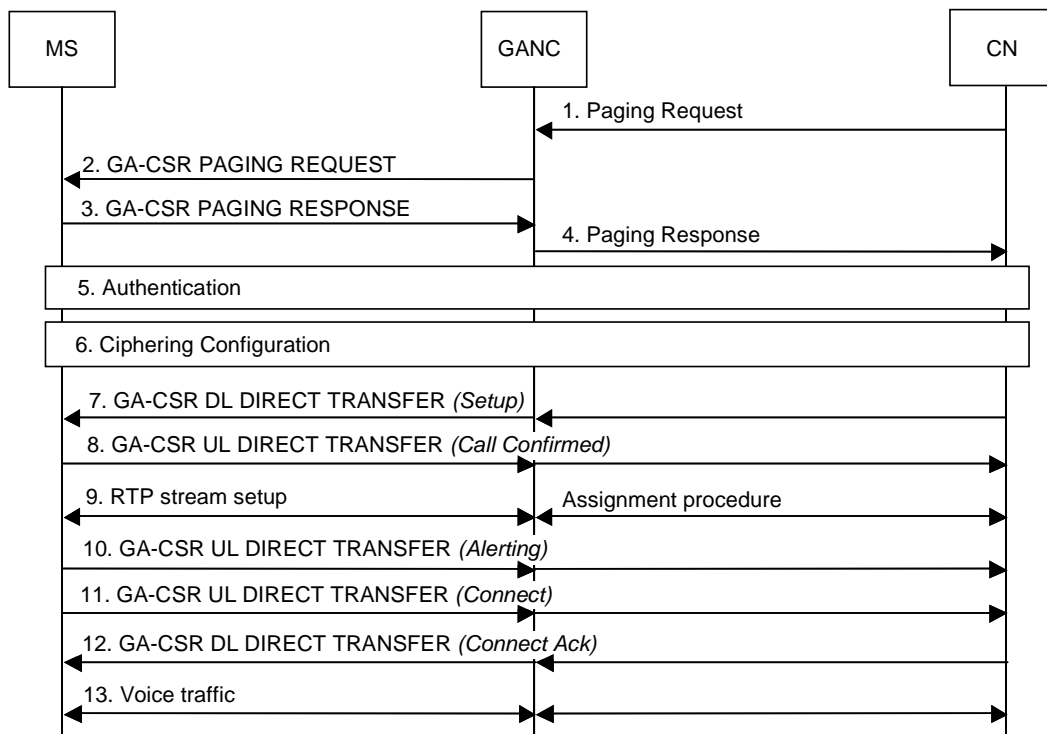 MS
GANC
CN
1. Paging Request
2. GA-CSR PAGING REQUEST
3. GA-CSR PAGING RESPONSE
4. Paging Response
5. Authentication
6. Ciphering Configuration
7. GA-CSR DL DIRECT TRANSFER (Setup)
8. GA-CSR UL DIRECT TRANSFER (Call Confirmed)
9. RTP stream setup
Assignment procedure
10. GA-CSR UL DIRECT TRANSFER (Alerting)
11. GA-CSR UL DIRECT TRANSFER (Connect)
12. GA-CSR DL DIRECT TRANSFER (Connect Ack)
13. Voice traffic